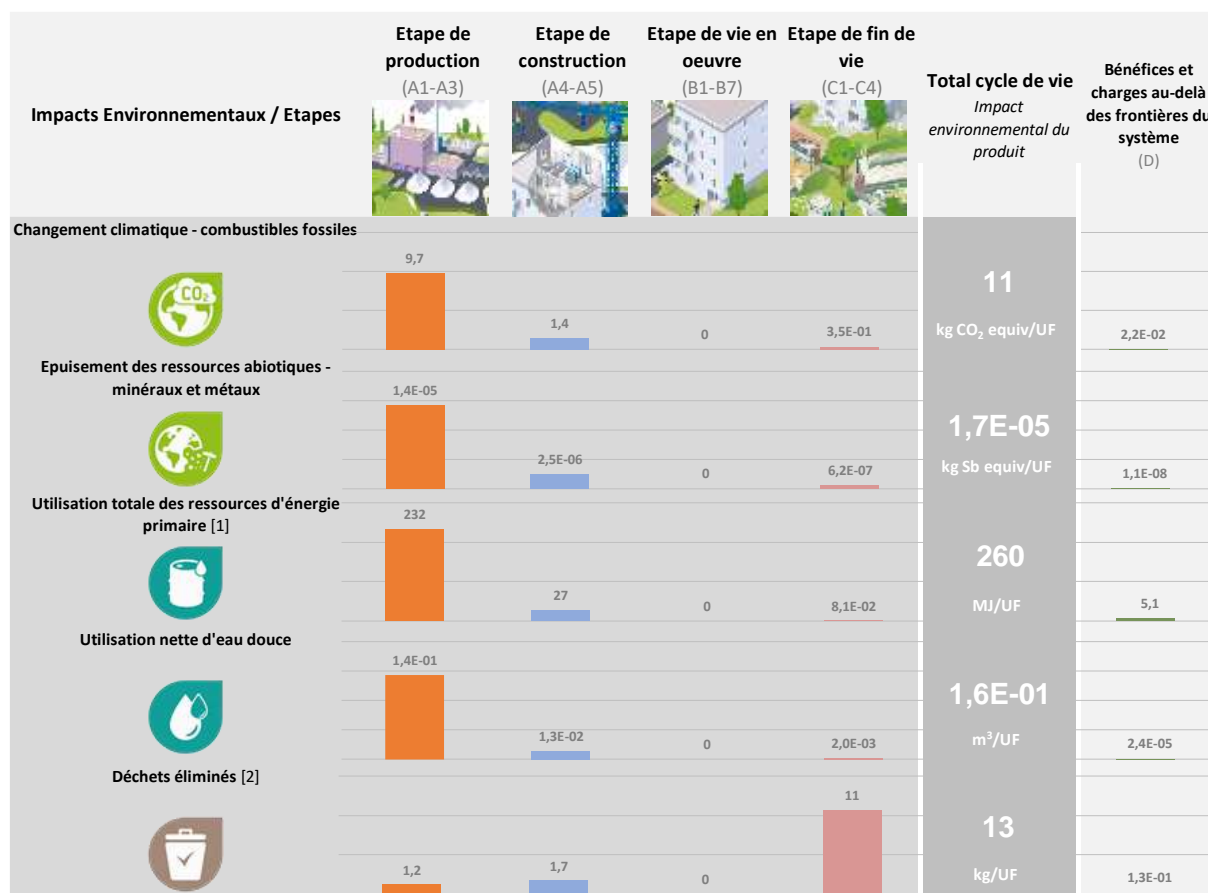 Impacts Environnementaux / Etapes
Etape de
production
(A1-A3)
Etape de
construction
(A4-A5)
Etape de vie en
oeuvre
(B1-B7)
Etape de fin de
vie
(C1-C4)
Total cycle de vie
Impact
environnemental du
produit
Bénéfices et
charges au-delà
des frontières du
système
(D)
Changement climatique - combustibles fossiles
CO2
9,7
1,4
0
3,5E-01
11
kg CO₂ equiv/UF
2,2E-02
Epuisement des ressources abiotiques -
minéraux et métaux
1,4E-05
2,5E-06
0
6,2E-07
1,7E-05
kg Sb equiv/UF
1,1E-08
Utilisation totale des ressources d'énergie
primaire [1]
232
27
0
8,1E-02
260
MJ/UF
5,1
Utilisation nette d'eau douce
1,4E-01
1,3E-02
0
2,0E-03
1,6E-01
m³/UF
2,4E-05
Déchets éliminés [2]
1,2
1,7
0
11
13
kg/UF
1,3E-01